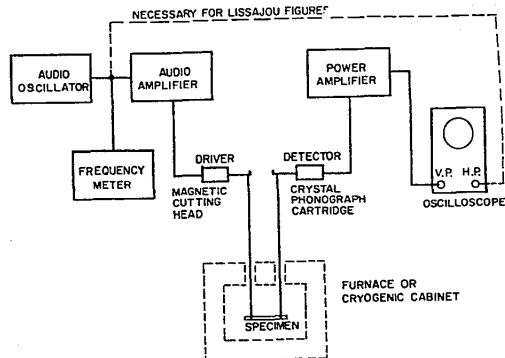 NECESSARY FOR LISSAJOU FIGURES
AUDIO
OSCILLATOR
AUDIO
AMPLIFIER
POWER
AMPLIFIER
FREQUENCY
METER
DRIVER
MAGNETIC
CUTTING
HEAD
DETECTOR
CRYSTAL
PHONOGRAPH
CARTRIDGE
V.P. H.P.
OSCILLOSCOPE
FURNACE OR
CRYOGENIC CABINET
SPECIMEN